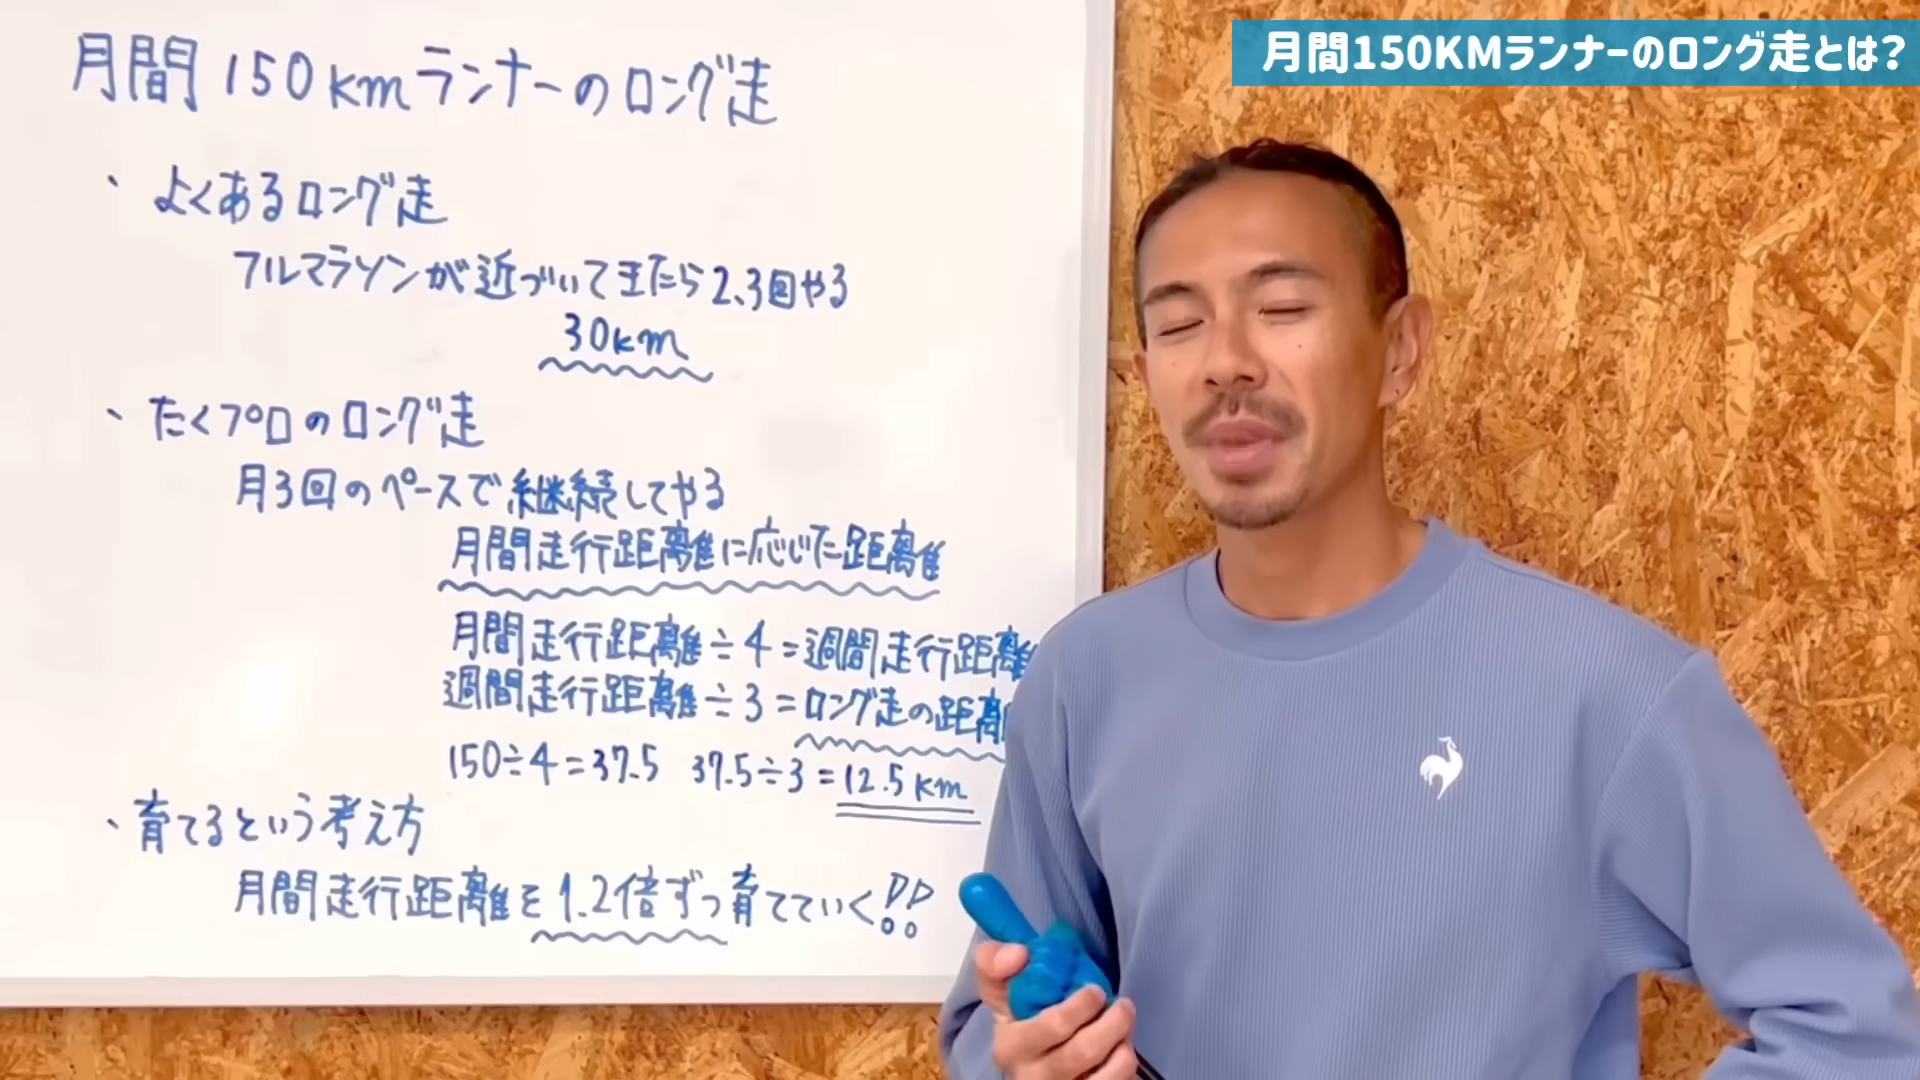 月間150KMランナーのロング走とは?
月間150kmランナーのロング走
・よくあるロング走
フルマラソンが近づいてきたら2、3回やる
30km
・たくプロのロング走
月3回のペースで継続してやる
月間走行距離に応じた距離
月間走行距離÷4=週間走行距離
週間走行距離÷3=ロング走の距離
150÷4=37.5 37.5÷3=12.5km
・育てるという考え方
月間走行距離を1.2倍ずつ育てていく!!